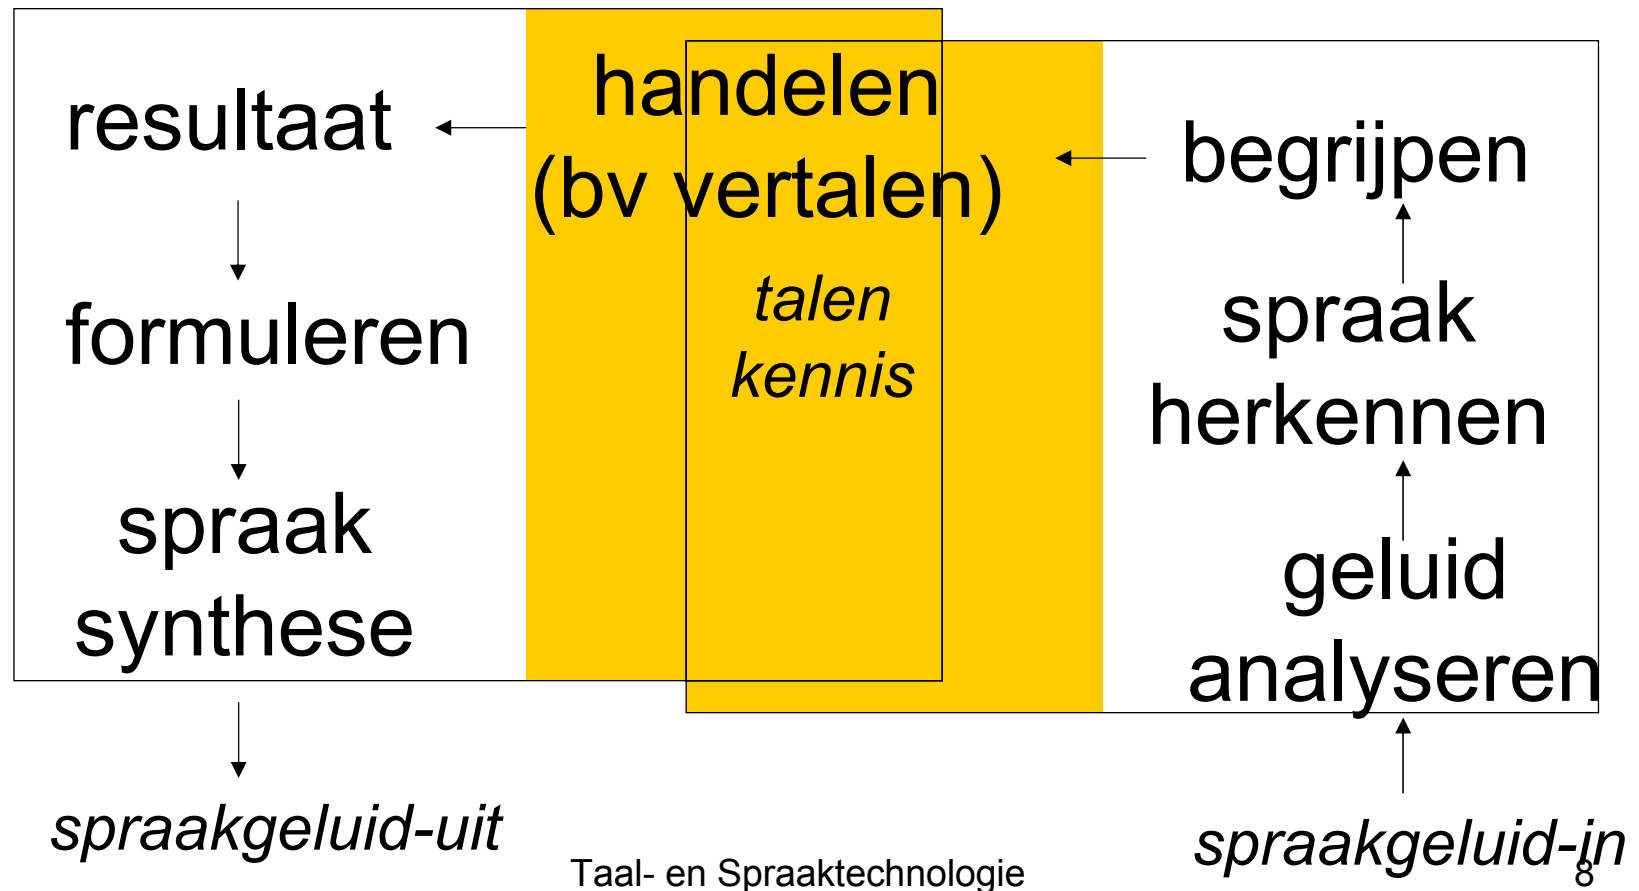 resultaat
formuleren
spraak
synthese
spraakgeluid-uit
handelen
(bv vertalen)
talen
kennis
begrijpen
spraak
herkennen
geluid
analyseren
spraakgeluid-in
Taal- en Spraaktechnologie
8